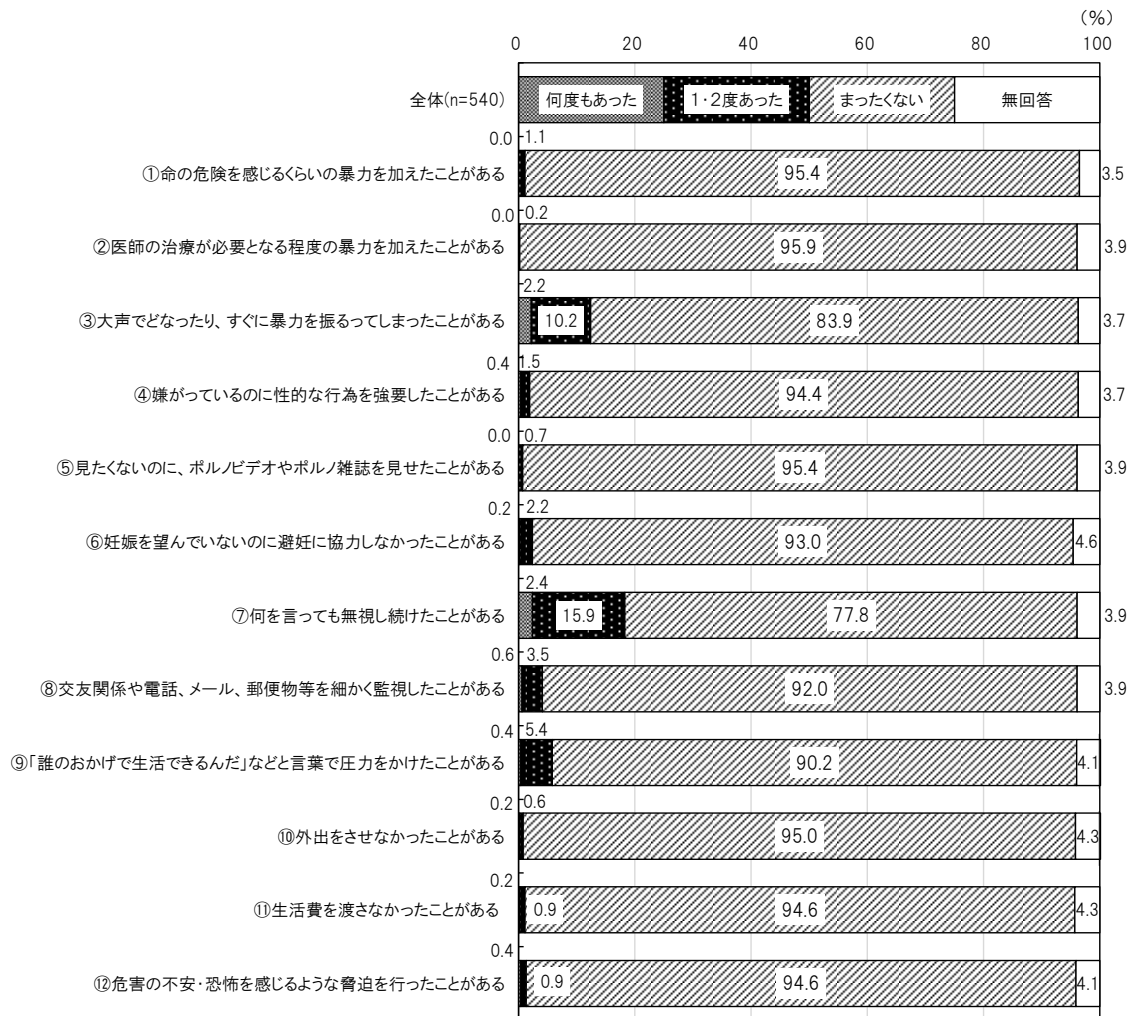 (%)
0 20 40 60 80 100
全体(n=540) 何度もあった 1・2度あった まったくない 無回答
0.0 1.1
①命の危険を感じるくらいの暴力を加えたことがある 95.4 3.5
0.0 0.2
②医師の治療が必要となる程度の暴力を加えたことがある 95.9 3.9
2.2
③大声でどなったり、すぐに暴力を振るってしまったことがある 10.2 83.9 3.7
0.4 1.5
④嫌がっているのに性的な行為を強要したことがある 94.4 3.7
0.0 0.7
⑤見たくないのに、ポルノビデオやポルノ雑誌を見せたことがある 95.4 3.9
0.2 2.2
⑥妊娠を望んでいないのに避妊に協力しなかったことがある 93.0 4.6
2.4
⑦何を言っても無視し続けたことがある 15.9 77.8 3.9
0.6 3.5
⑧交友関係や電話、メール、郵便物等を細かく監視したことがある 92.0 3.9
0.4 5.4
⑨「誰のおかげで生活できるんだ」などと言葉で圧力をかけたことがある 90.2 4.1
0.2 0.6
⑩外出をさせなかったことがある 95.0 4.3
0.2
⑪生活費を渡さなかったことがある 0.9 94.6 4.3
0.4
⑫危害の不安・恐怖を感じるような脅迫を行ったことがある 0.9 94.6 4.1